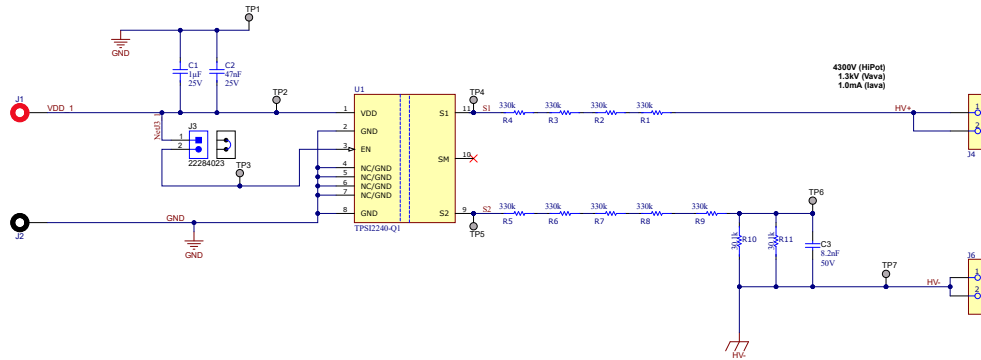 TP1
GND
C1
1µF
25V
C2
47nF
25V
4300V (HiPot)
1.3kV (Vava)
1.0mA (Iava)
J1
VDD_1
TP2
U1
TP4
S1
330k
330k
330k
330k
R4
R3
R2
R1
HV+
J4
1
2
NetJ3_1
J3
1
2
22284023
TP3
1
2
3
4
5
6
7
8
VDD
GND
EN
NC/GND
NC/GND
NC/GND
NC/GND
GND
S1
SM
S2
11
10
9
TPSI2240-Q1
S2
TP5
330k
330k
330k
330k
330k
R5
R6
R7
R8
R9
TP6
30.1k
R10
30.1k
R11
C3
8.2nF
50V
TP7
HV-
J6
1
2
HV-
J2
GND
GND